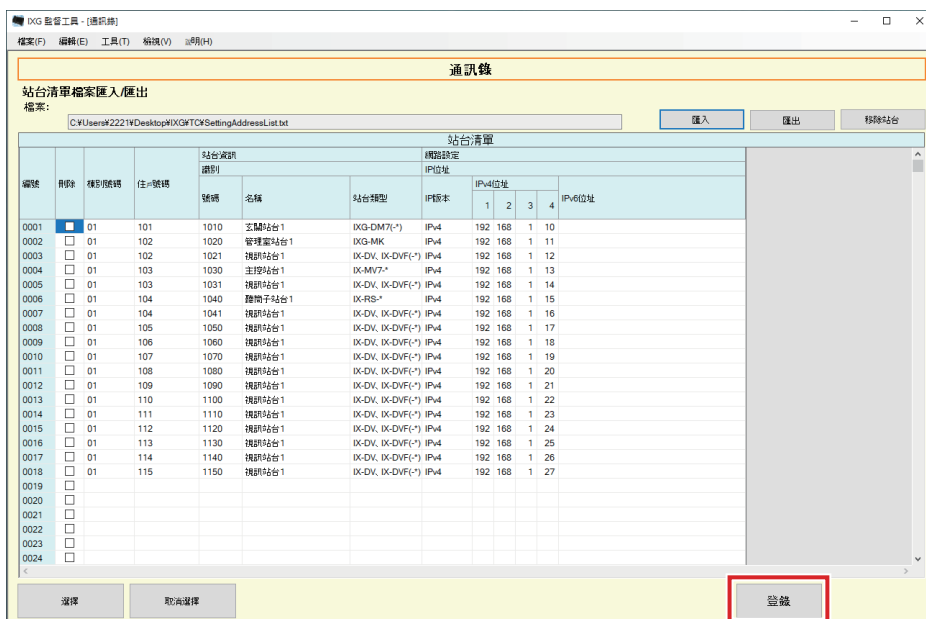 IXG 監督工具 - [通訊錄]
檔案(F) 編輯(E) 工具(T) 檢視(V) 說明(H)
通訊錄
站台清單檔案匯入/匯出
檔案:
C:¥Users¥2221¥Desktop¥IXG¥TC¥SettingAddressList.txt 匯入 匯出 移除站台
站台清單
站台資訊 網路設定
識別 IP位址
編號 刪除 棟別號碼 住戶號碼 號碼 名稱 站台類型 IP版本 IPv4位址 IPv6位址
1 2 3 4
0001 01 101 1010 玄關站台1 IXG-DM7(-*) IPv4 192 168 1 10
0002 01 102 1020 管理室站台1 IXG-MK IPv4 192 168 1 11
0003 01 102 1021 視訊站台1 IX-DV、IX-DVF(-*) IPv4 192 168 1 12
0004 01 103 1030 主控站台1 IX-MV7-* IPv4 192 168 1 13
0005 01 103 1031 視訊站台1 IX-DV、IX-DVF(-*) IPv4 192 168 1 14
0006 01 104 1040 聽筒子站台1 IX-RS-* IPv4 192 168 1 15
0007 01 104 1041 視訊站台1 IX-DV、IX-DVF(-*) IPv4 192 168 1 16
0008 01 105 1050 視訊站台1 IX-DV、IX-DVF(-*) IPv4 192 168 1 17
0009 01 106 1060 視訊站台1 IX-DV、IX-DVF(-*) IPv4 192 168 1 18
0010 01 107 1070 視訊站台1 IX-DV、IX-DVF(-*) IPv4 192 168 1 19
0011 01 108 1080 視訊站台1 IX-DV、IX-DVF(-*) IPv4 192 168 1 20
0012 01 109 1090 視訊站台1 IX-DV、IX-DVF(-*) IPv4 192 168 1 21
0013 01 110 1100 視訊站台1 IX-DV、IX-DVF(-*) IPv4 192 168 1 22
0014 01 111 1110 視訊站台1 IX-DV、IX-DVF(-*) IPv4 192 168 1 23
0015 01 112 1120 視訊站台1 IX-DV、IX-DVF(-*) IPv4 192 168 1 24
0016 01 113 1130 視訊站台1 IX-DV、IX-DVF(-*) IPv4 192 168 1 25
0017 01 114 1140 視訊站台1 IX-DV、IX-DVF(-*) IPv4 192 168 1 26
0018 01 115 1150 視訊站台1 IX-DV、IX-DVF(-*) IPv4 192 168 1 27
0019
0020
0021
0022
0023
0024
選擇 取消選擇 登錄